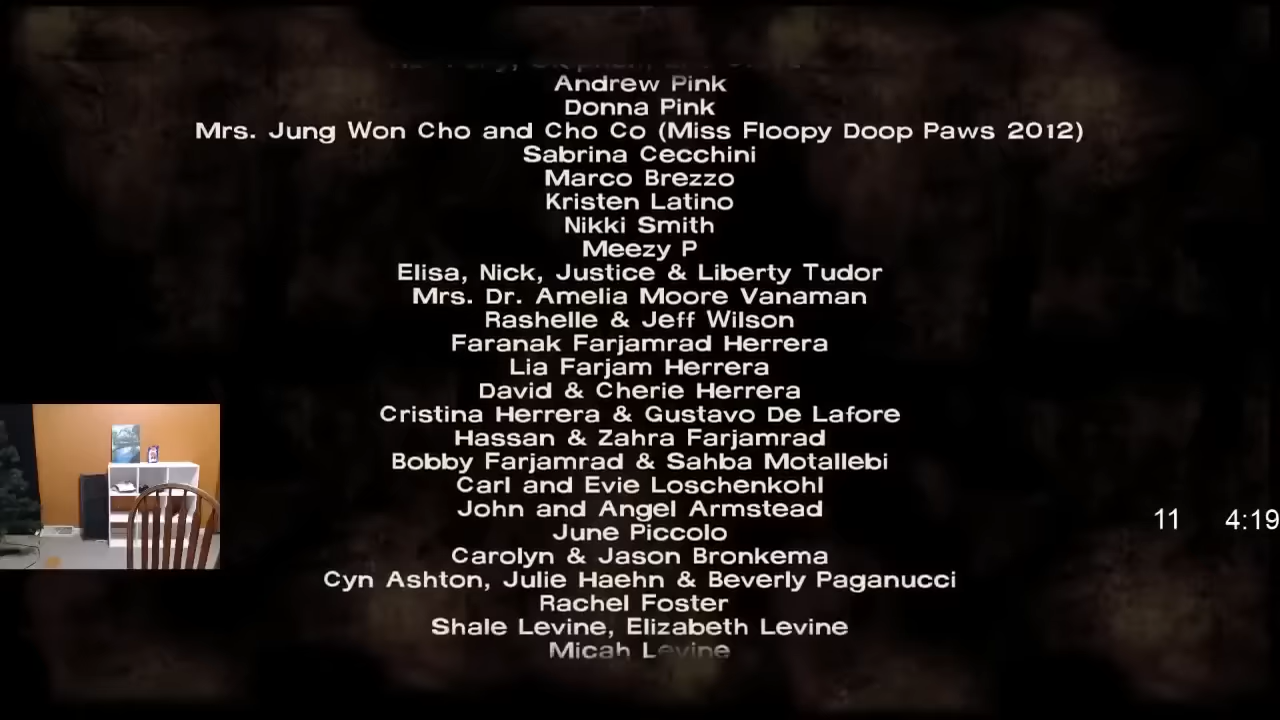 Andrew Pink
Donna Pink
Mrs. Jung Won Cho and Cho Co (Miss Floopy Doop Paws 2012)
Sabrina Cecchini
Marco Brezzo
Kristen Latino
Nikki Smith
Meezy P
Elisa, Nick, Justice & Liberty Tudor
Mrs. Dr. Amelia Moore Vanaman
Rashelle & Jeff Wilson
Faranak Farjamrad Herrera
Lia Farjam Herrera
David & Cherie Herrera
Cristina Herrera & Gustavo De Lafore
Hassan & Zahra Farjamrad
Bobby Farjamrad & Sahba Motallebi
Carl and Evie Loschenkohl
John and Angel Armstead
11 4:19
June Piccolo
Carolyn & Jason Bronkema
Cyn Ashton, Julie Haehn & Beverly Paganucci
Rachel Foster
Shale Levine, Elizabeth Levine
Micah Levine